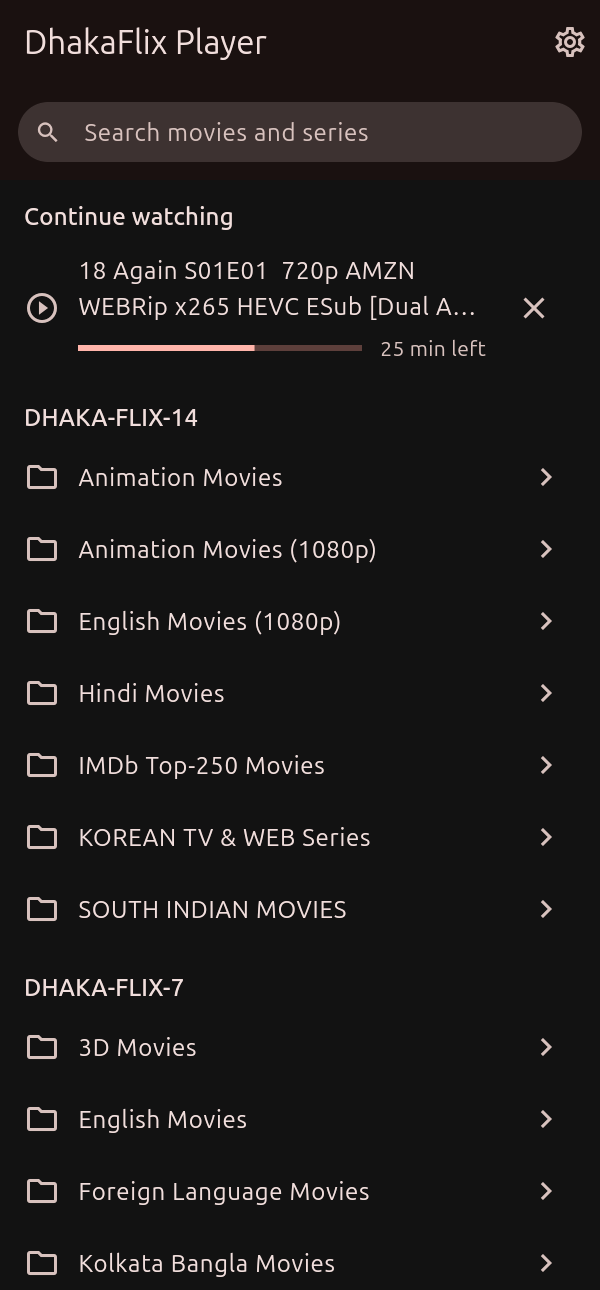 DhakaFlix Player
Search movies and series
Continue watching
18 Again S01E01  720p AMZN
WEBRip x265 HEVC ESub [Dual A...
25 min left
DHAKA-FLIX-14
Animation Movies
Animation Movies (1080p)
English Movies (1080p)
Hindi Movies
IMDb Top-250 Movies
KOREAN TV & WEB Series
SOUTH INDIAN MOVIES
DHAKA-FLIX-7
3D Movies
English Movies
Foreign Language Movies
Kolkata Bangla Movies